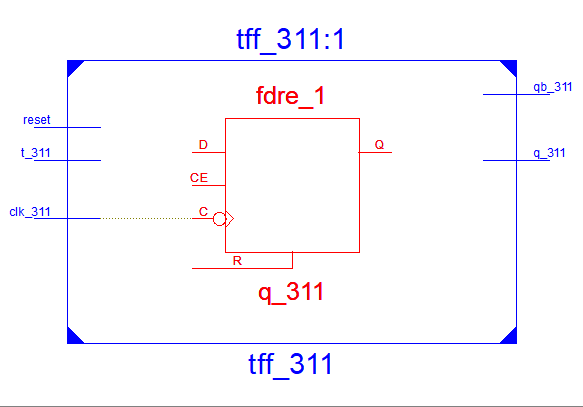 tff_311:1
fdre_1
qb_311
reset
D
Q
t_311
q_311
CE
clk_311
C
R
q_311
tff_311